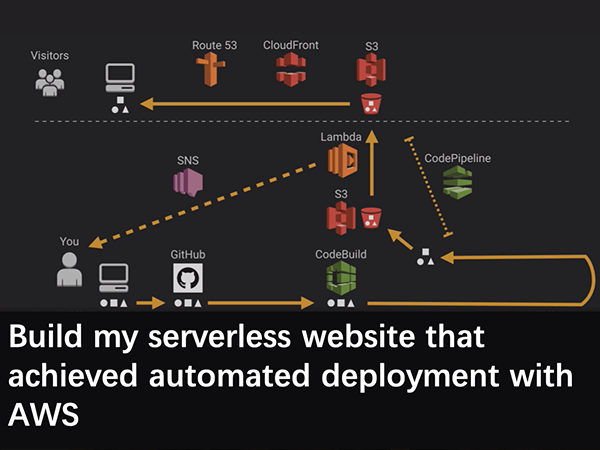 Visitors
Route 53
CloudFront
S3
Lambda
SNS
CodePipeline
S3
You
GitHub
CodeBuild
Build my serverless website that
achieved automated deployment with
AWS